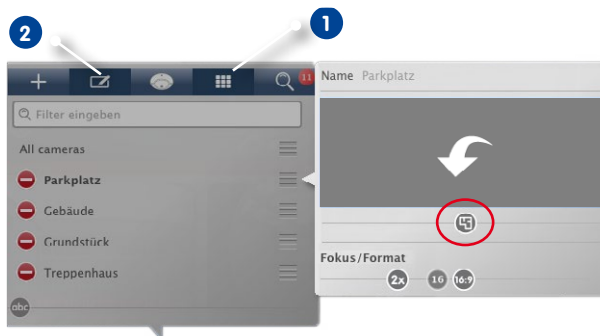 2
1
11
Filter eingeben
All cameras
Parkplatz
Gebäude
Grundstück
Treppenhaus
abc
Name Parkplatz
Fokus/Format
2x 16 16:9